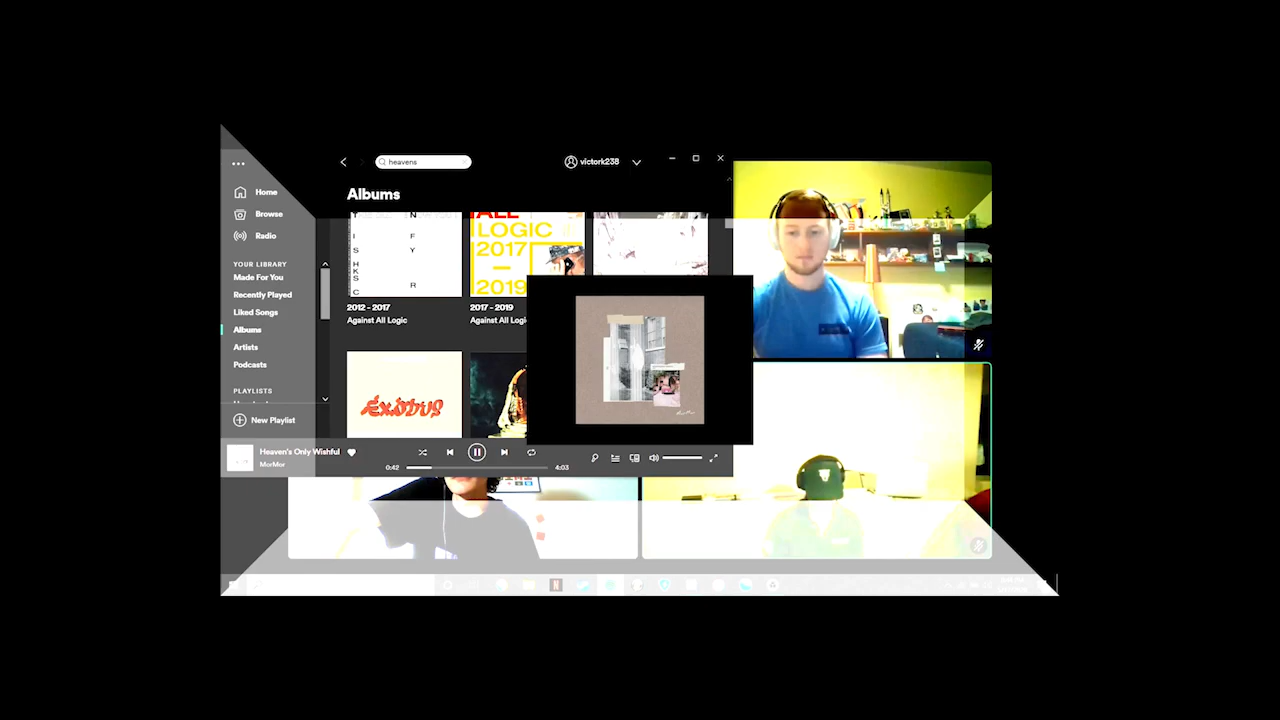 heavens
victork238
Home
Browse
Radio
YOUR LIBRARY
Made For You
Recently Played
Liked Songs
Albums
Artists
Podcasts
PLAYLISTS
New Playlist
Albums
Y N
I F
S Y
H
K
S
C R
2012 - 2017
Against All Logic
ALL
LOGIC
2017
—
2019
2017 - 2019
Against All Logi
EXODUS
Heaven's Only Wishful
MorMor
0:42
4:03
N